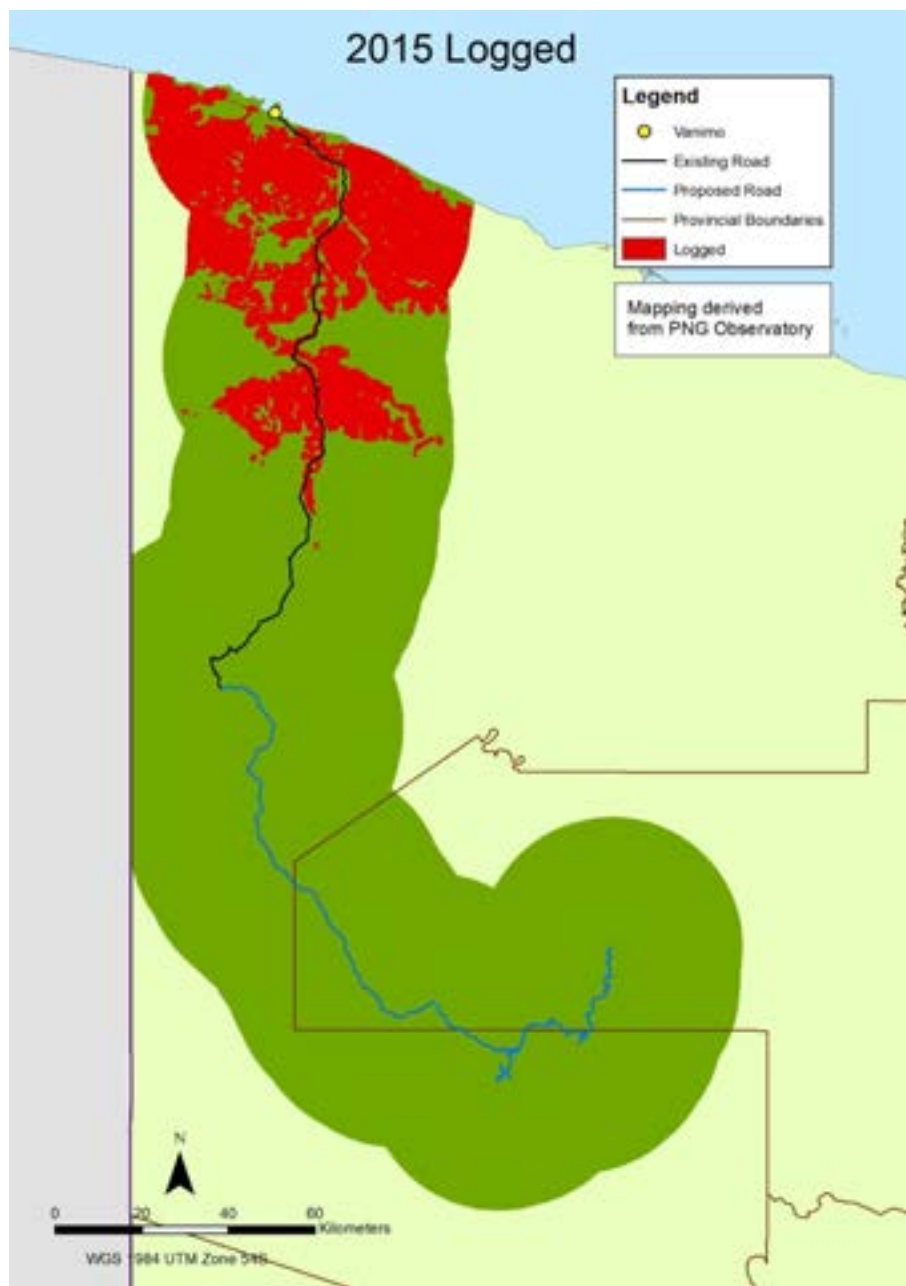 2015 Logged
Legend
Vanimo
Existing Road
Proposed Road
Provincial Boundaries
Logged
Mapping derived
from PNG Observatory
N
0 20 40 60
Kilometers
WGS 1984 UTM Zone 54S